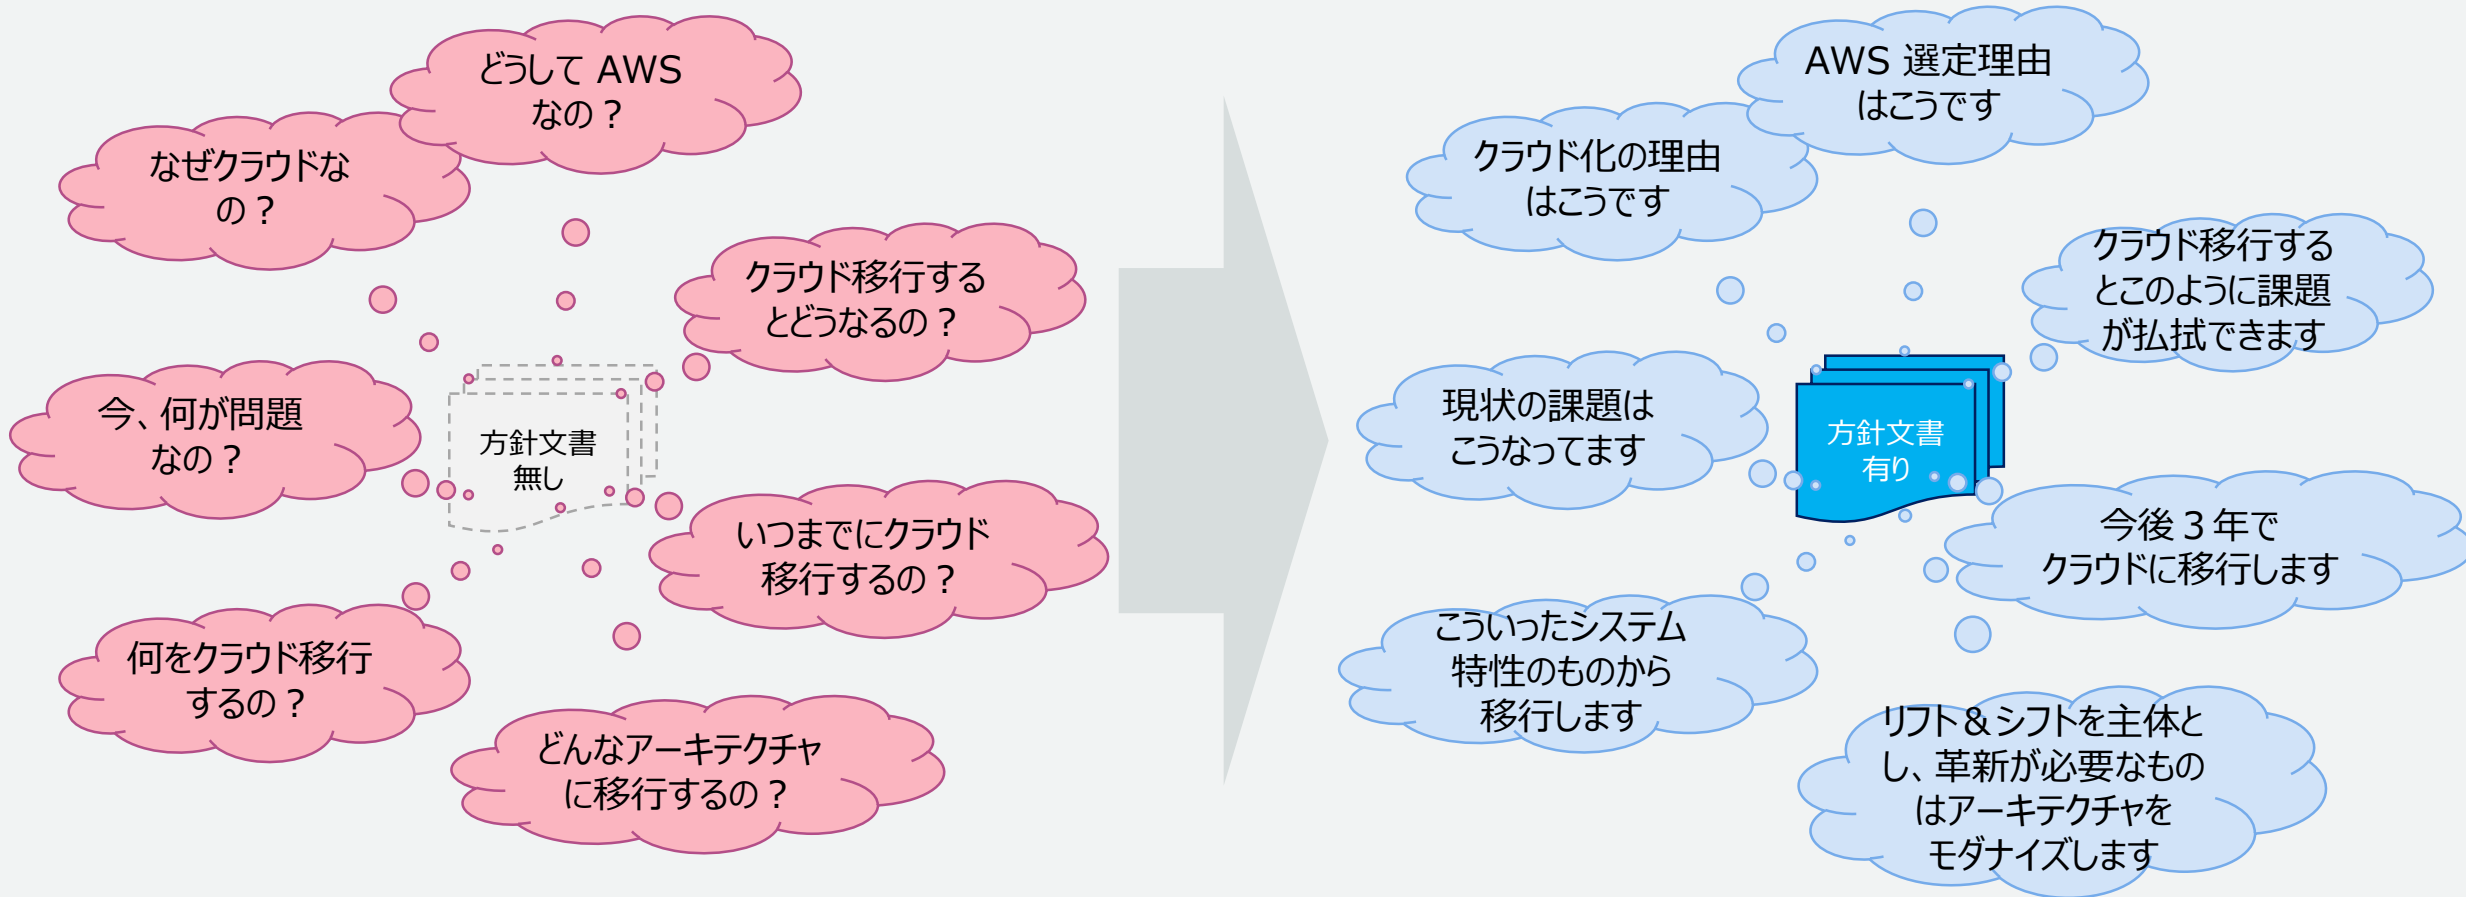 どうして AWS
なの？
なぜクラウドな
の？
クラウド移行する
とどうなるの？
今、何が問題
なの？
方針文書
無し
いつまでにクラウド
移行するの？
何をクラウド移行
するの？
どんなアーキテクチャ
に移行するの？
AWS 選定理由
はこうです
クラウド化の理由
はこうです
クラウド移行する
とこのように課題
が払拭できます
現状の課題は
こうなってます
方針文書
有り
今後３年で
クラウドに移行します
こういったシステム
特性のものから
移行します
リフト＆シフトを主体と
し、革新が必要なもの
はアーキテクチャを
モダナイズします